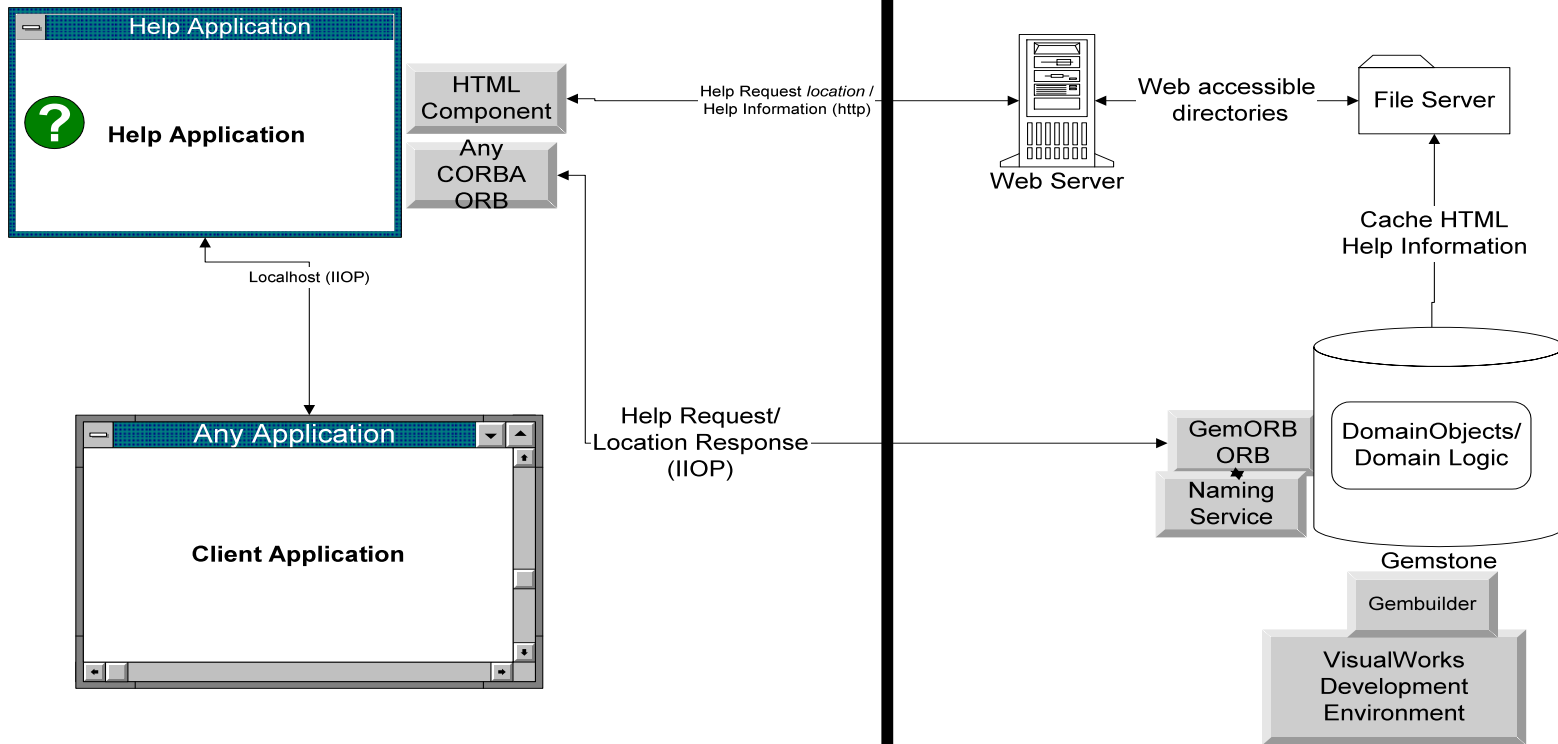 Help Application
?
Help Application
HTML
Component
Any
CORBA
ORB
Help Request location /
Help Information (http)
Web Server
Web accessible
directories
File Server
Cache HTML
Help Information
Localhost (IIOP)
Any Application
Client Application
Help Request/
Location Response
(IIOP)
GemORB
ORB
Naming
Service
DomainObjects/
Domain Logic
Gemstone
Gembuilder
VisualWorks
Development
Environment